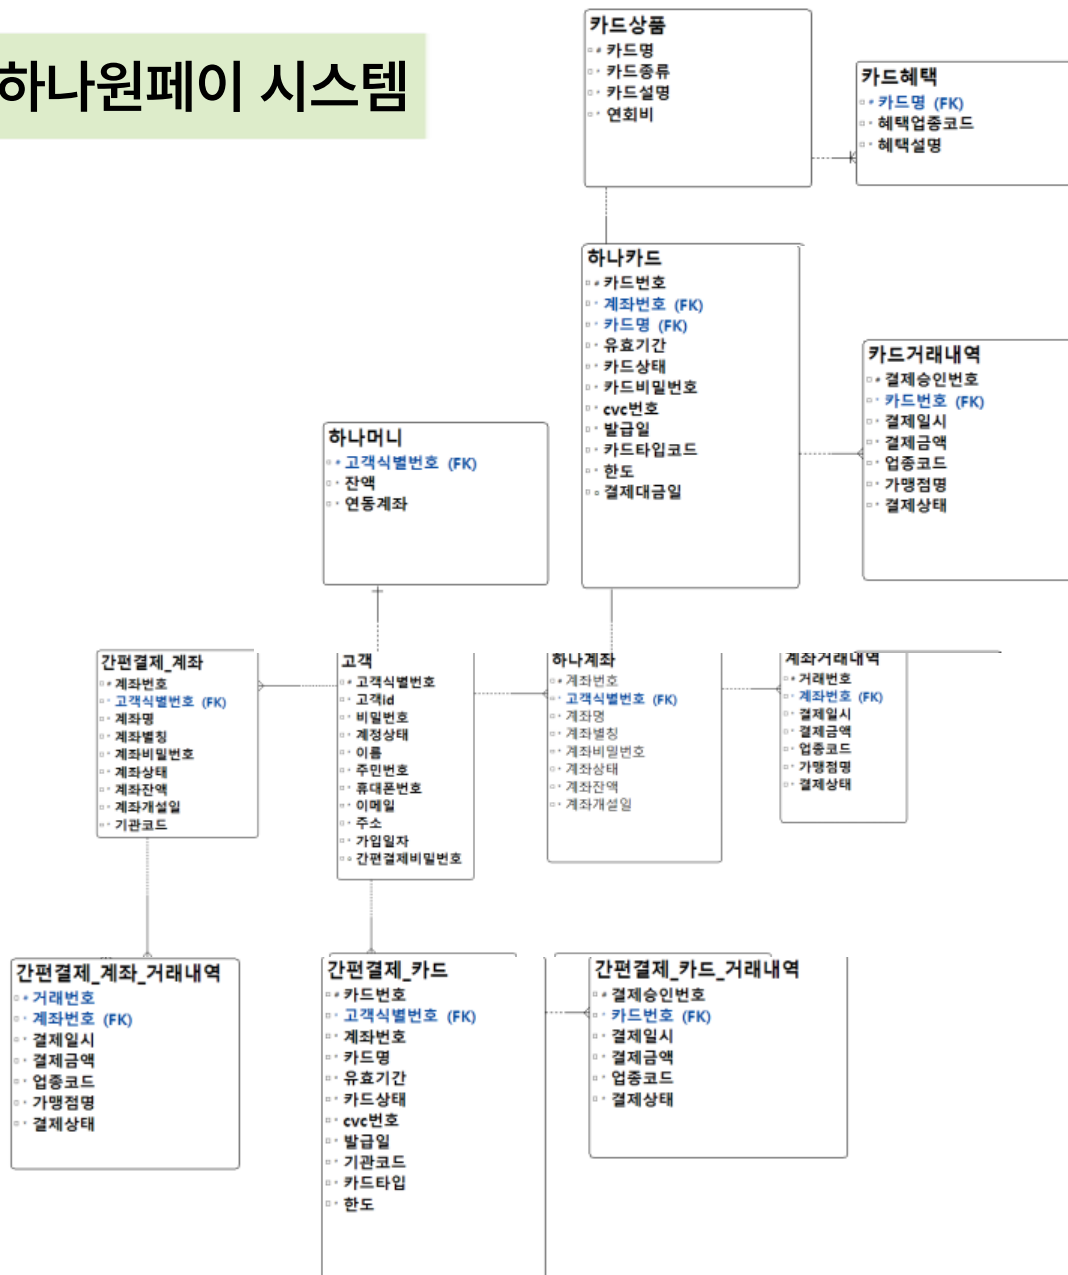 하나원페이 시스템
카드상품
카드명
카드종류
카드설명
연회비
카드혜택
카드명 (FK)
혜택업종코드
혜택설명
하나카드
카드번호
계좌번호 (FK)
카드명 (FK)
유효기간
카드상태
카드비밀번호
cvc번호
발급일
카드타입코드
한도
결제대금일
카드거래내역
결제승인번호
카드번호 (FK)
결제일시
결제금액
업종코드
가맹점명
결제상태
하나머니
고객식별번호 (FK)
잔액
연동계좌
간편결제_계좌
계좌번호
고객식별번호 (FK)
계좌명
계좌별칭
계좌비밀번호
계좌상태
계좌잔액
계좌개설일
기관코드
고객
고객식별번호
고객Id
비밀번호
계정상태
이름
주민번호
휴대폰번호
이메일
주소
가입일자
간편결제비밀번호
하나계좌
계좌번호
고객식별번호 (FK)
계좌명
계좌별칭
계좌비밀번호
계좌상태
계좌잔액
계좌개설일
계좌거래내역
거래번호
계좌번호 (FK)
결제일시
결제금액
업종코드
가맹점명
결제상태
간편결제_계좌_거래내역
거래번호
계좌번호 (FK)
결제일시
결제금액
업종코드
가맹점명
결제상태
간편결제_카드
카드번호
고객식별번호 (FK)
계좌번호
카드명
유효기간
카드상태
cvc번호
발급일
기관코드
카드타입
한도
간편결제_카드_거래내역
결제승인번호
카드번호 (FK)
결제일시
결제금액
업종코드
결제상태